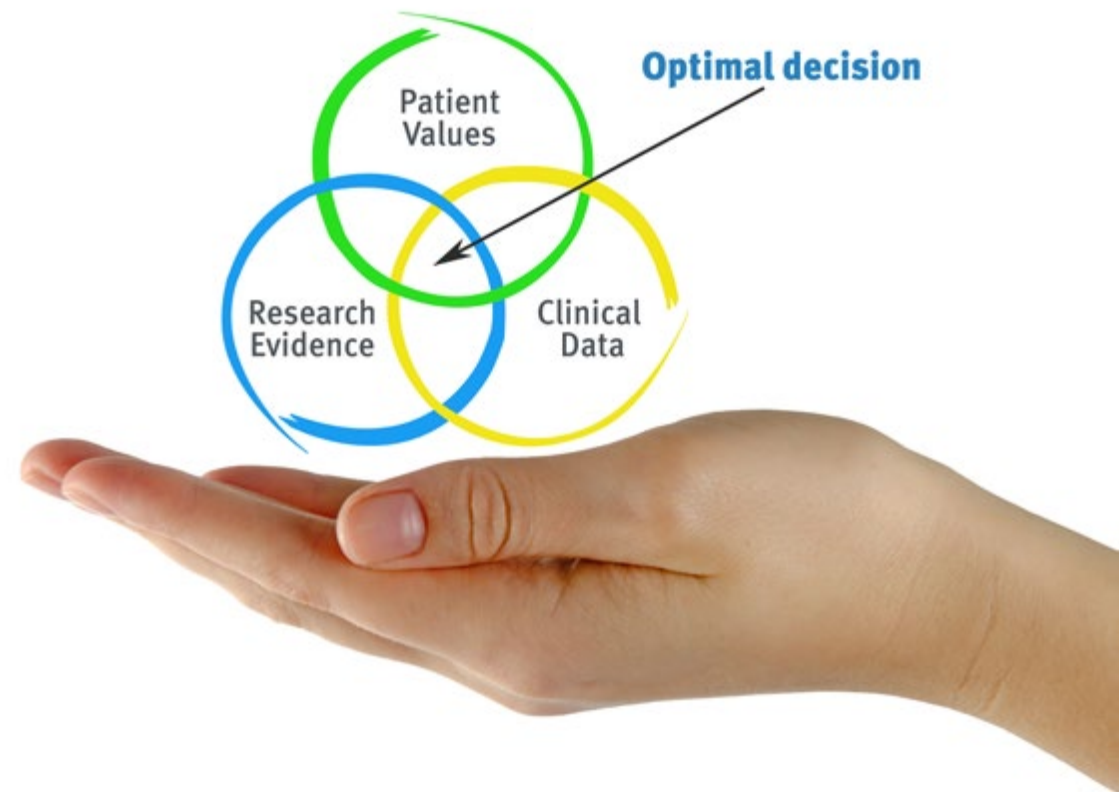 Optimal decision
Patient
Values
Research
Evidence
Clinical
Data